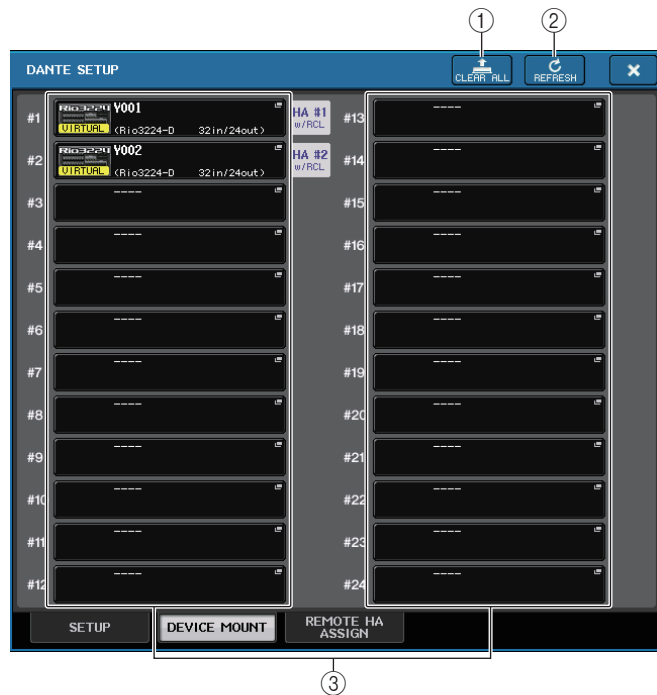 ① ②
DANTE SETUP CLEAR ALL REFRESH ×
#1 Rio3224 Y001 HA #1
VIRTUAL (Rio3224-D 32in/24out) w/RCL
#13 ----
#2 Rio3224 Y002 HA #2
VIRTUAL (Rio3224-D 32in/24out) w/RCL
#14 ----
#3 ---- #15 ----
#4 ---- #16 ----
#5 ---- #17 ----
#6 ---- #18 ----
#7 ---- #19 ----
#8 ---- #20 ----
#9 ---- #21 ----
#10 ---- #22 ----
#11 ---- #23 ----
#12 ---- #24 ----
SETUP DEVICE MOUNT REMOTE HA
ASSIGN
③